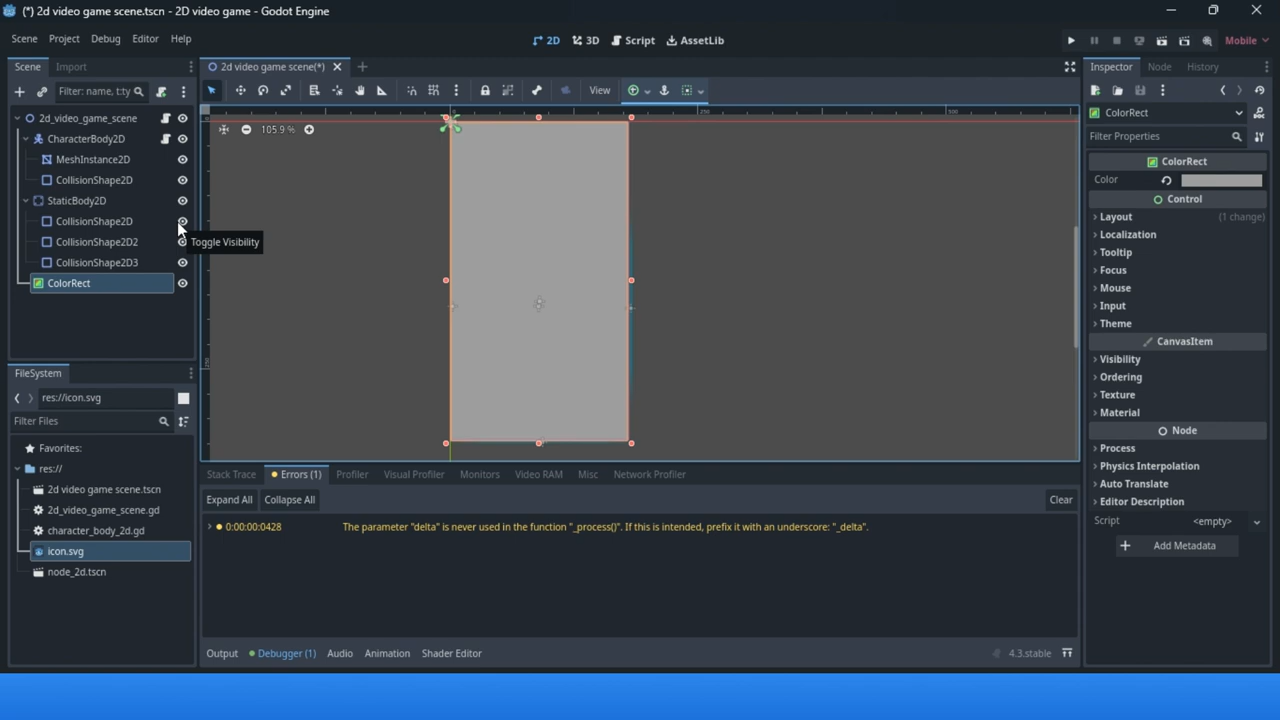 (*) 2d video game scene.tscn - 2D video game - Godot Engine
Scene Project Debug Editor Help
2D 3D Script AssetLib
Mobile
Scene Import
2d video game scene(*)
Inspector Node History
Filter: name, t:ty
View
ColorRect
Filter Properties
2d_video_game_scene
CharacterBody2D
MeshInstance2D
CollisionShape2D
StaticBody2D
CollisionShape2D
CollisionShape2D2
CollisionShape2D3
ColorRect
Toggle Visibility
105.9 %
250
500
250
ColorRect
Color
Control
Layout (1 change)
Localization
Tooltip
Focus
Mouse
Input
Theme
CanvasItem
Visibility
Ordering
Texture
Material
Node
Process
Physics Interpolation
Auto Translate
Editor Description
Script <empty>
Add Metadata
FileSystem
res://icon.svg
Filter Files
Favorites:
res://
2d video game scene.tscn
2d_video_game_scene.gd
character_body_2d.gd
icon.svg
node_2d.tscn
Stack Trace Errors (1) Profiler Visual Profiler Monitors Video RAM Misc Network Profiler
Expand All Collapse All Clear
0:00:00:0428 The parameter "delta" is never used in the function "_process()". If this is intended, prefix it with an underscore: "_delta".
Output Debugger (1) Audio Animation Shader Editor 4.3.stable